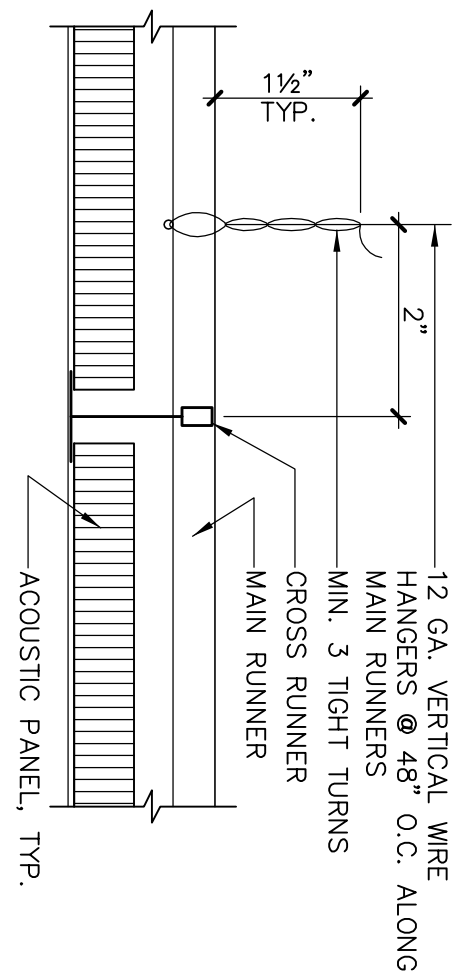 1½"
TYP.
2"
12 GA. VERTICAL WIRE
HANGERS @ 48" O.C. ALONG
MAIN RUNNERS
MIN. 3 TIGHT TURNS
CROSS RUNNER
MAIN RUNNER
ACOUSTIC PANEL, TYP.